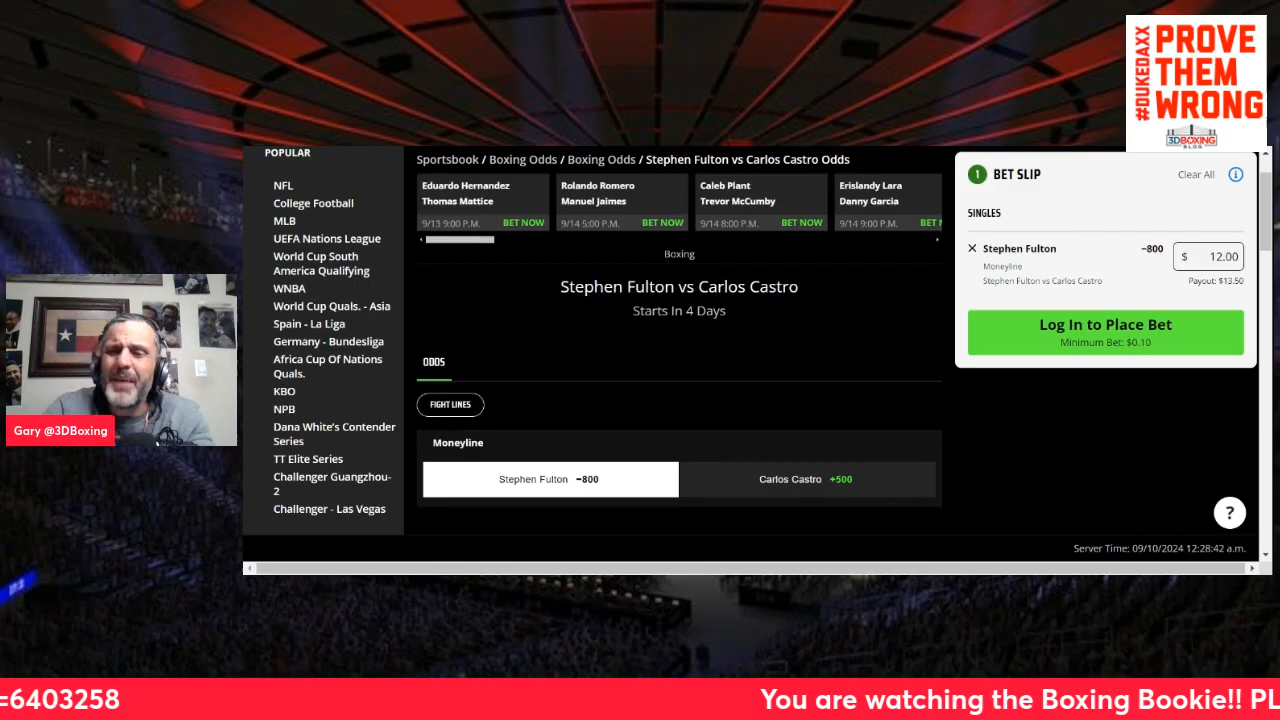 #DUKEDAXX
PROVE
THEM
WRONG
3DBOXING
BLOG
POPULAR
NFL
College Football
MLB
UEFA Nations League
World Cup South
America Qualifying
WNBA
World Cup Quals. - Asia
Spain - La Liga
Germany - Bundesliga
Africa Cup Of Nations
Quals.
KBO
NPB
Dana White's Contender
Series
TT Elite Series
Challenger Guangzhou-
2
Challenger - Las Vegas
Sportsbook / Boxing Odds / Boxing Odds / Stephen Fulton vs Carlos Castro Odds
Eduardo Hernandez
Thomas Mattice
9/13 9:00 P.M. BET NOW
Rolando Romero
Manuel Jaimes
9/14 5:00 P.M. BET NOW
Caleb Plant
Trevor McCumby
9/14 8:00 P.M. BET NOW
Erislandy Lara
Danny Garcia
9/14 9:00 P.M. BET N
Boxing
Stephen Fulton vs Carlos Castro
Starts In 4 Days
ODDS
FIGHT LINES
Moneyline
Stephen Fulton −800
Carlos Castro +500
1 BET SLIP Clear All i
SINGLES
Stephen Fulton −800 $ 12.00
Moneyline
Stephen Fulton vs Carlos Castro Payout: $13.50
Log In to Place Bet
Minimum Bet: $0.10
?
Server Time: 09/10/2024 12:28:42 a.m.
Gary @3DBoxing
=6403258 You are watching the Boxing Bookie!! PL